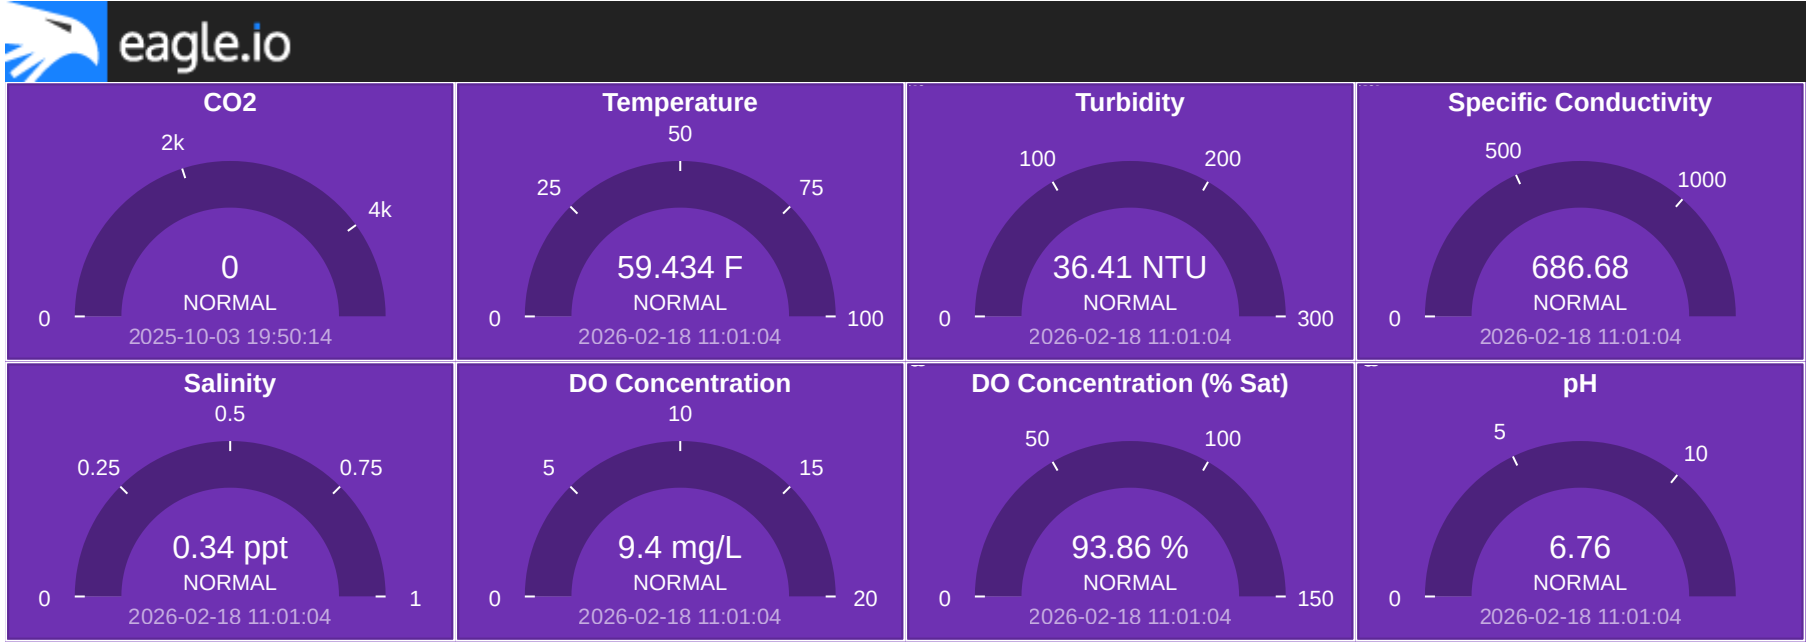 eagle.io
CO2
2k
4k
0
0
NORMAL
2025-10-03 19:50:14
Temperature
50
25
75
59.434 F
NORMAL
0
100
2026-02-18 11:01:04
Turbidity
100
200
36.41 NTU
NORMAL
0
300
2026-02-18 11:01:04
Specific Conductivity
500
1000
686.68
NORMAL
0
2026-02-18 11:01:04
Salinity
0.5
0.25
0.75
0.34 ppt
NORMAL
0
1
2026-02-18 11:01:04
DO Concentration
10
5
15
9.4 mg/L
NORMAL
0
20
2026-02-18 11:01:04
DO Concentration (% Sat)
50
100
93.86 %
NORMAL
0
150
2026-02-18 11:01:04
pH
5
10
6.76
NORMAL
0
2026-02-18 11:01:04